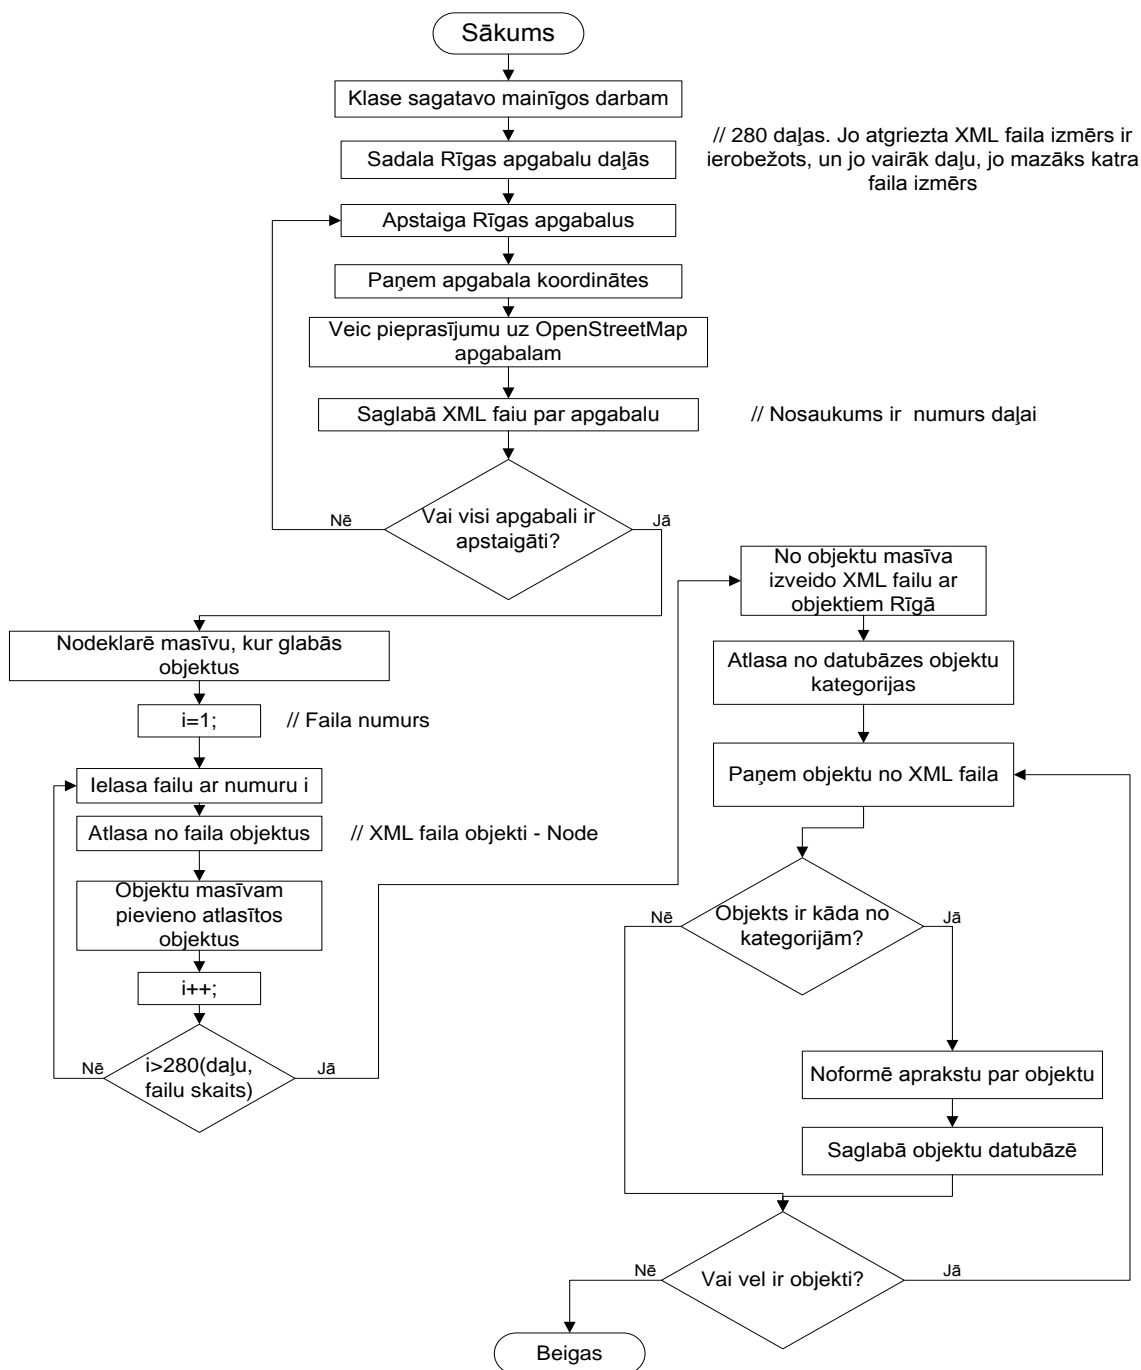 Sākums
Klase sagatavo mainīgos darbam
// 280 daļas. Jo atgriezta XML faila izmērs ir
ierobežots, un jo vairāk daļu, jo mazāks katra
faila izmērs
Sadala Rīgas apgabalu daļās
Apstaiga Rīgas apgabalus
Paņem apgabala koordinātes
Veic pieprasījumu uz OpenStreetMap
apgabalam
Saglabā XML faiu par apgabalu
// Nosaukums ir  numurs daļai
Vai visi apgabali ir
apstaigāti?
Nē
Jā
Nodeklarē masīvu, kur glabās
objektus
i=1;
// Faila numurs
Ielasa failu ar numuru i
Atlasa no faila objektus
// XML faila objekti - Node
Objektu masīvam
pievieno atlasītos
objektus
i++;
i>280(daļu,
failu skaits)
Nē
Jā
No objektu masīva
izveido XML failu ar
objektiem Rīgā
Atlasa no datubāzes objektu
kategorijas
Paņem objektu no XML faila
Objekts ir kāda no
kategorijām?
Nē
Jā
Noformē aprakstu par objektu
Saglabā objektu datubāzē
Vai vel ir objekti?
Nē
Jā
Beigas